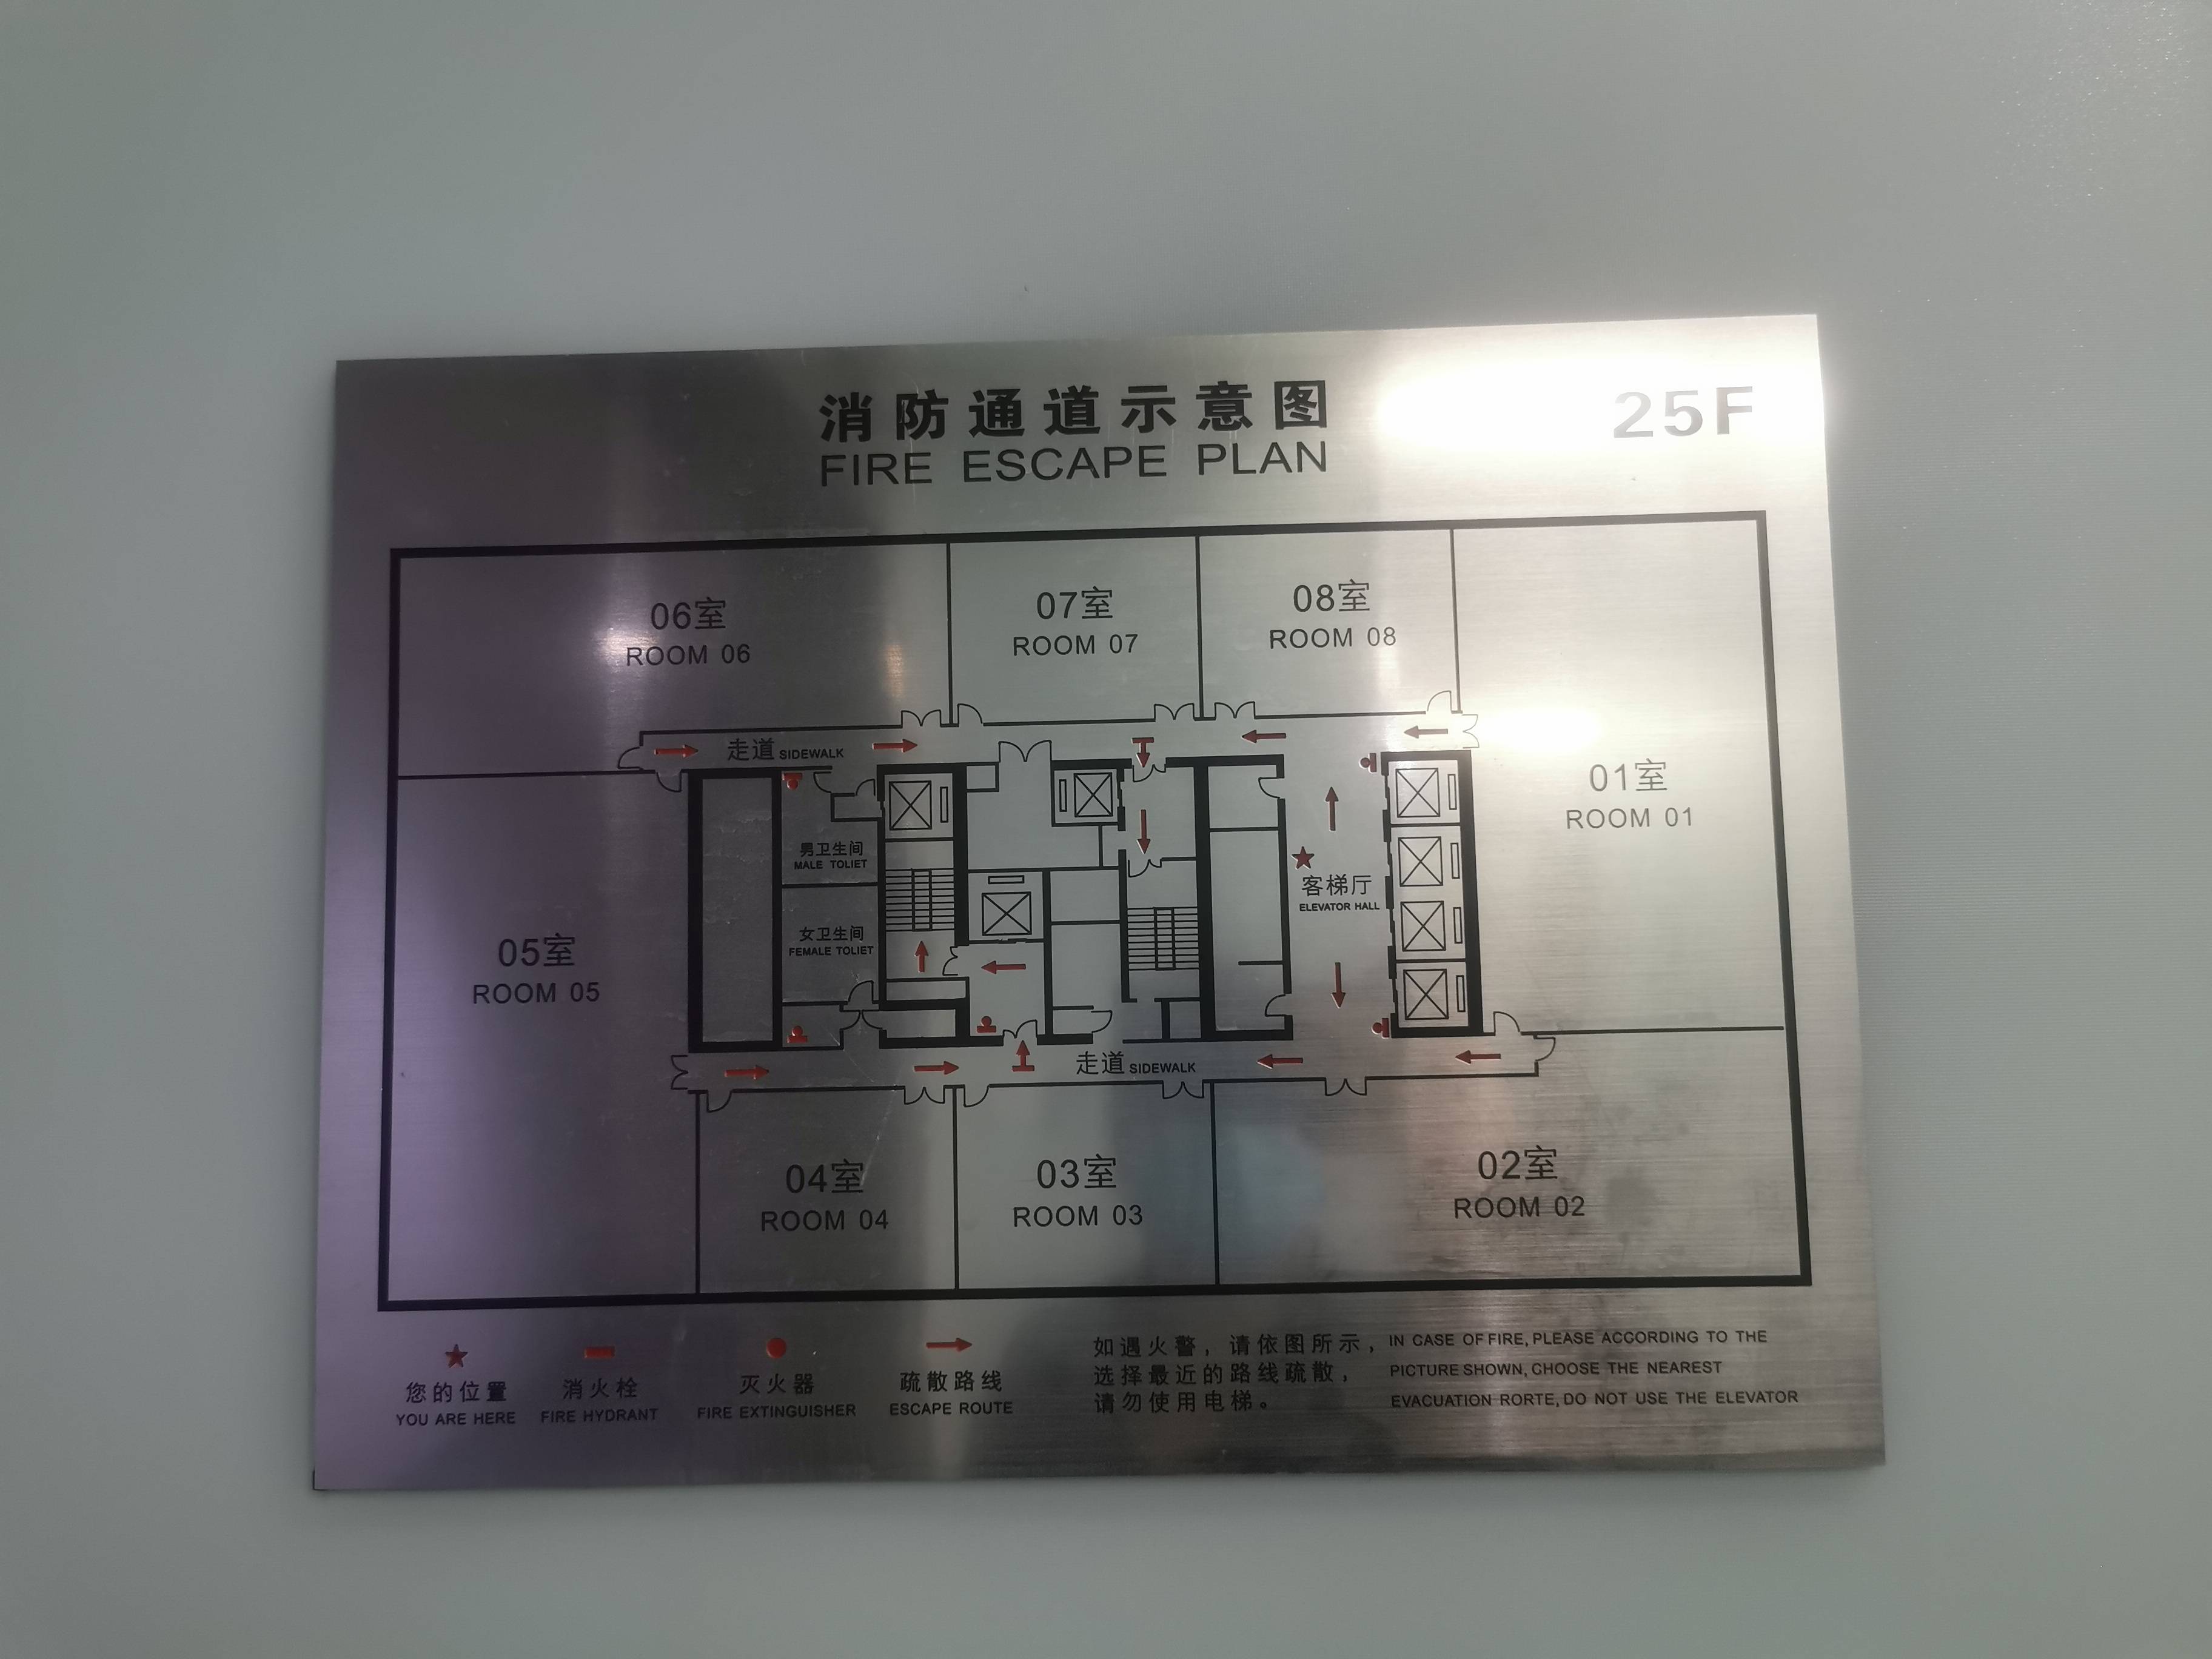 消防通道示意图
FIRE ESCAPE PLAN
25F
06室
ROOM 06
07室
ROOM 07
08室
ROOM 08
01室
ROOM 01
走道 SIDEWALK
男卫生间
MALE TOLIET
女卫生间
FEMALE TOLIET
客梯厅
ELEVATOR HALL
05室
ROOM 05
走道 SIDEWALK
04室
ROOM 04
03室
ROOM 03
02室
ROOM 02
您的位置
YOU ARE HERE
消火栓
FIRE HYDRANT
灭火器
FIRE EXTINGUISHER
疏散路线
ESCAPE ROUTE
如遇火警，请依图所示，
选择最近的路线疏散，
请勿使用电梯。
IN CASE OF FIRE, PLEASE ACCORDING TO THE
PICTURE SHOWN, CHOOSE THE NEAREST
EVACUATION RORTE, DO NOT USE THE ELEVATOR